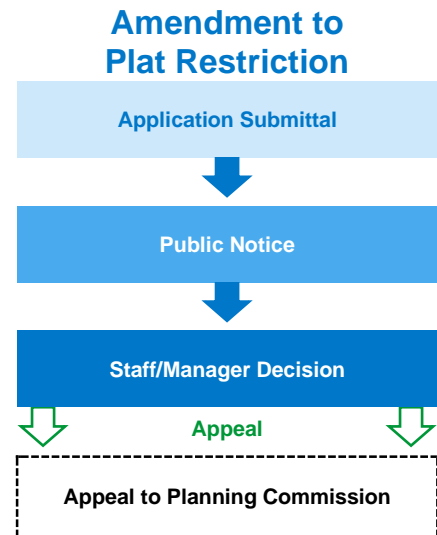 Amendment to
Plat Restriction
Application Submittal
Public Notice
Staff/Manager Decision
Appeal
Appeal to Planning Commission